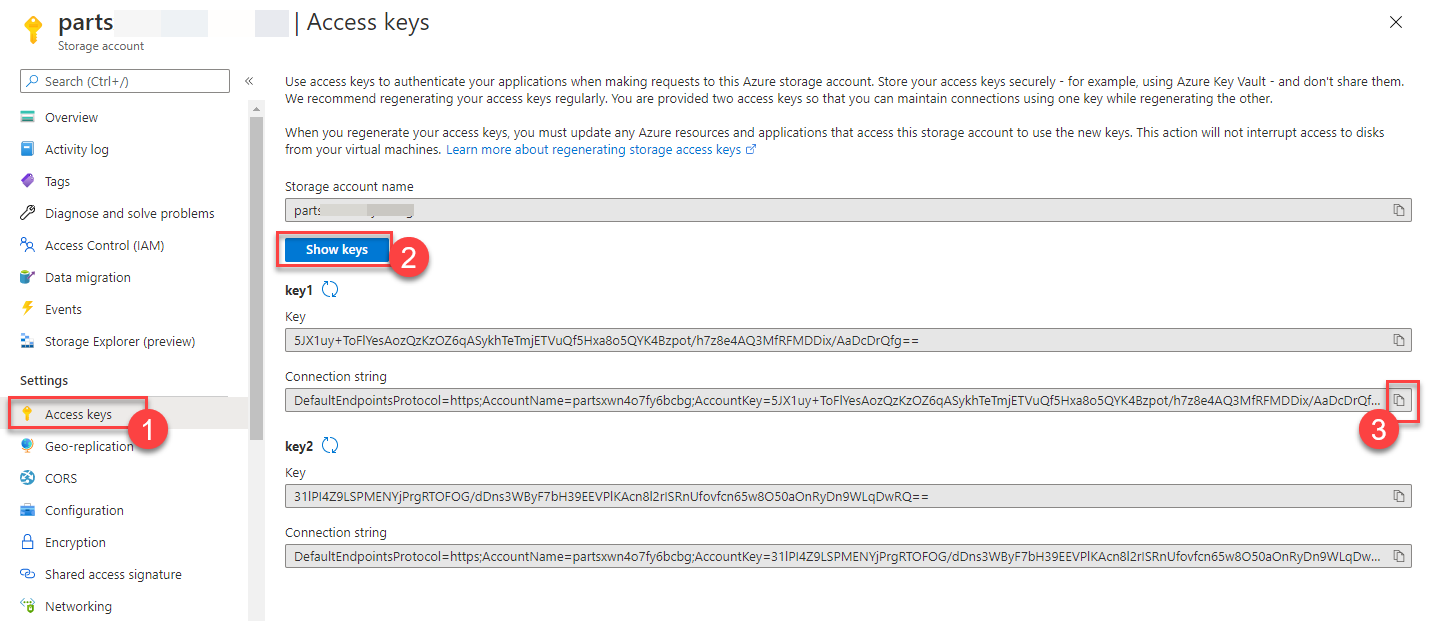 parts | Access keys
Storage account
Search (Ctrl+/)
Overview
Activity log
Tags
Diagnose and solve problems
Access Control (IAM)
Data migration
Events
Storage Explorer (preview)
Settings
Access keys
1
Geo-replication
CORS
Configuration
Encryption
Shared access signature
Networking
Use access keys to authenticate your applications when making requests to this Azure storage account. Store your access keys securely - for example, using Azure Key Vault - and don't share them.
We recommend regenerating your access keys regularly. You are provided two access keys so that you can maintain connections using one key while regenerating the other.
When you regenerate your access keys, you must update any Azure resources and applications that access this storage account to use the new keys. This action will not interrupt access to disks
from your virtual machines. Learn more about regenerating storage access keys
Storage account name
parts
Show keys
2
key1
Key
5JX1uy+ToFlYesAozQzKzOZ6qASykhTeTmjETVuQf5Hxa8o5QYK4Bzpot/h7z8e4AQ3MfRFMDDix/AaDcDrQfg==
Connection string
DefaultEndpointsProtocol=https;AccountName=partsxwn4o7fy6bcbg;AccountKey=5JX1uy+ToFlYesAozQzKzOZ6qASykhTeTmjETVuQf5Hxa8o5QYK4Bzpot/h7z8e4AQ3MfRFMDDix/AaDcDrQf...
3
key2
Key
31lPI4Z9LSPMENYjPrgRTOFOG/dDns3WByF7bH39EEVPlKAcn8l2rISRnUfovfcn65w8O50aOnRyDn9WLqDwRQ==
Connection string
DefaultEndpointsProtocol=https;AccountName=partsxwn4o7fy6bcbg;AccountKey=31lPI4Z9LSPMENYjPrgRTOFOG/dDns3WByF7bH39EEVPlKAcn8l2rISRnUfovfcn65w8O50aOnRyDn9WLqDw...